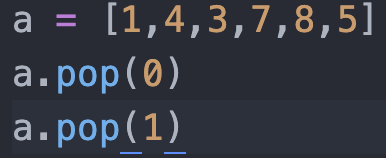 a = [1,4,3,7,8,5]
a.pop(0)
a.pop(1)